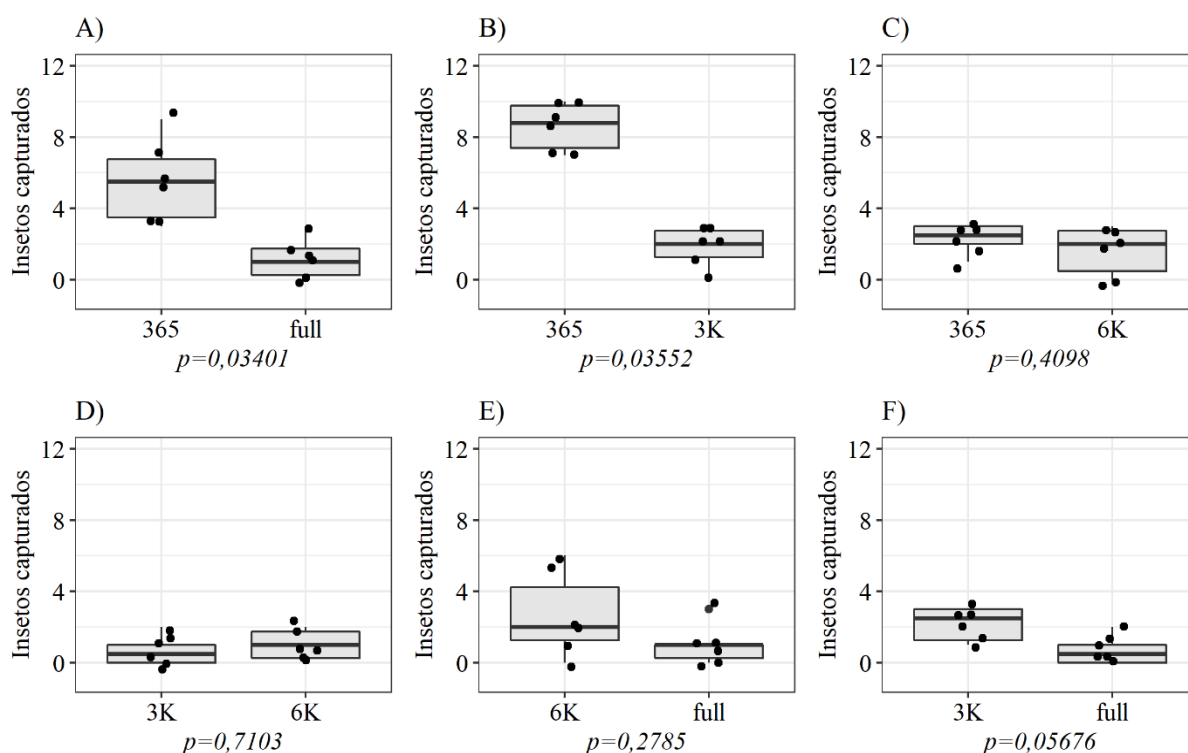 A)
Insetos capturados
12
8
4
0
365 full
p=0,03401
B)
Insetos capturados
12
8
4
0
365 3K
p=0,03552
C)
Insetos capturados
12
8
4
0
365 6K
p=0,4098
D)
Insetos capturados
12
8
4
0
3K 6K
p=0,7103
E)
Insetos capturados
12
8
4
0
6K full
p=0,2785
F)
Insetos capturados
12
8
4
0
3K full
p=0,05676